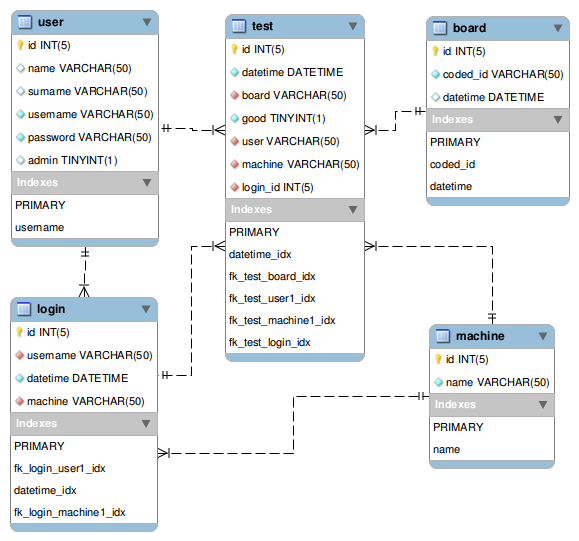 user
id INT(5)
name VARCHAR(50)
surname VARCHAR(50)
username VARCHAR(50)
password VARCHAR(50)
admin TINYINT(1)
Indexes
PRIMARY
username
test
id INT(5)
datetime DATETIME
board VARCHAR(50)
good TINYINT(1)
user VARCHAR(50)
machine VARCHAR(50)
login_id INT(5)
Indexes
PRIMARY
datetime_idx
fk_test_board_idx
fk_test_user1_idx
fk_test_machine1_idx
fk_test_login_idx
board
id INT(5)
coded_id VARCHAR(50)
datetime DATETIME
Indexes
PRIMARY
coded_id
datetime
login
id INT(5)
username VARCHAR(50)
datetime DATETIME
machine VARCHAR(50)
Indexes
PRIMARY
fk_login_user1_idx
datetime_idx
fk_login_machine1_idx
machine
id INT(5)
name VARCHAR(50)
Indexes
PRIMARY
name